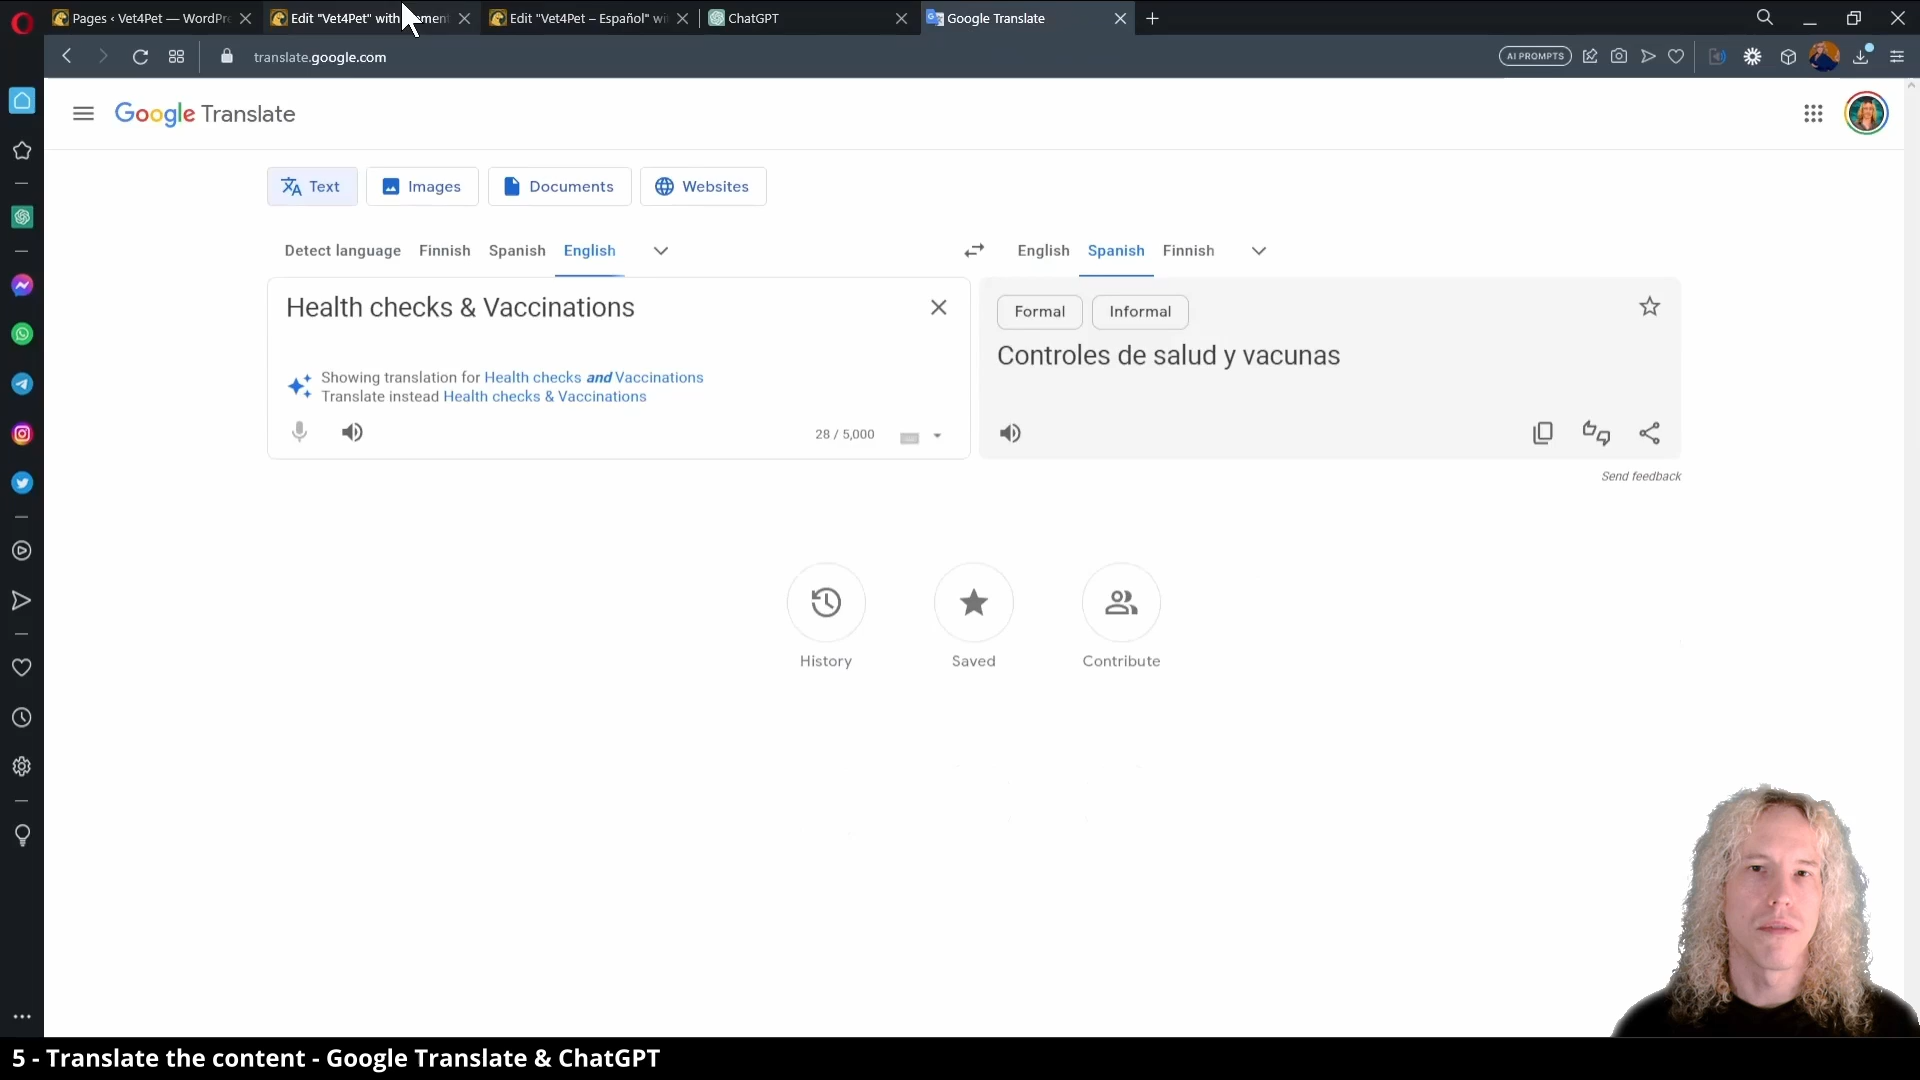 Pages ‹ Vet4Pet — WordPre
Edit "Vet4Pet" with
Edit "Vet4Pet – Español" wi
ChatGPT
Google Translate
translate.google.com
AI PROMPTS
Google Translate
Text
Images
Documents
Websites
Detect language
Finnish
Spanish
English
English
Spanish
Finnish
Health checks & Vaccinations
Formal
Informal
Controles de salud y vacunas
Showing translation for Health checks and Vaccinations
Translate instead Health checks & Vaccinations
28 / 5,000
Send feedback
History
Saved
Contribute
5 - Translate the content - Google Translate & ChatGPT